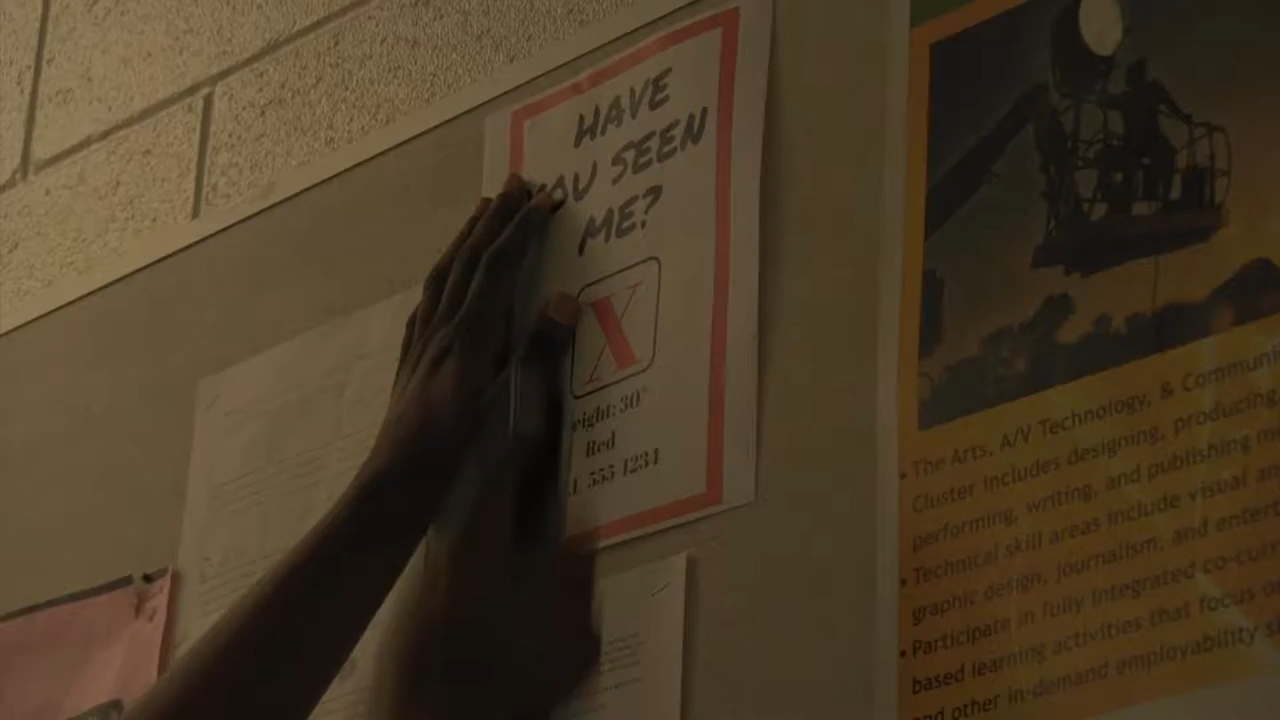 HAVE
YOU SEEN
ME?
X
eight: 30"
Red
L 555-1234
• The Arts, A/V Technology, & Communi
Cluster includes designing, producing
performing, writing, and publishing m
• Technical skill areas include visual an
graphic design, journalism, and entert
• Participate in fully integrated co-curr
based learning activities that focus o
and other in-demand employability s